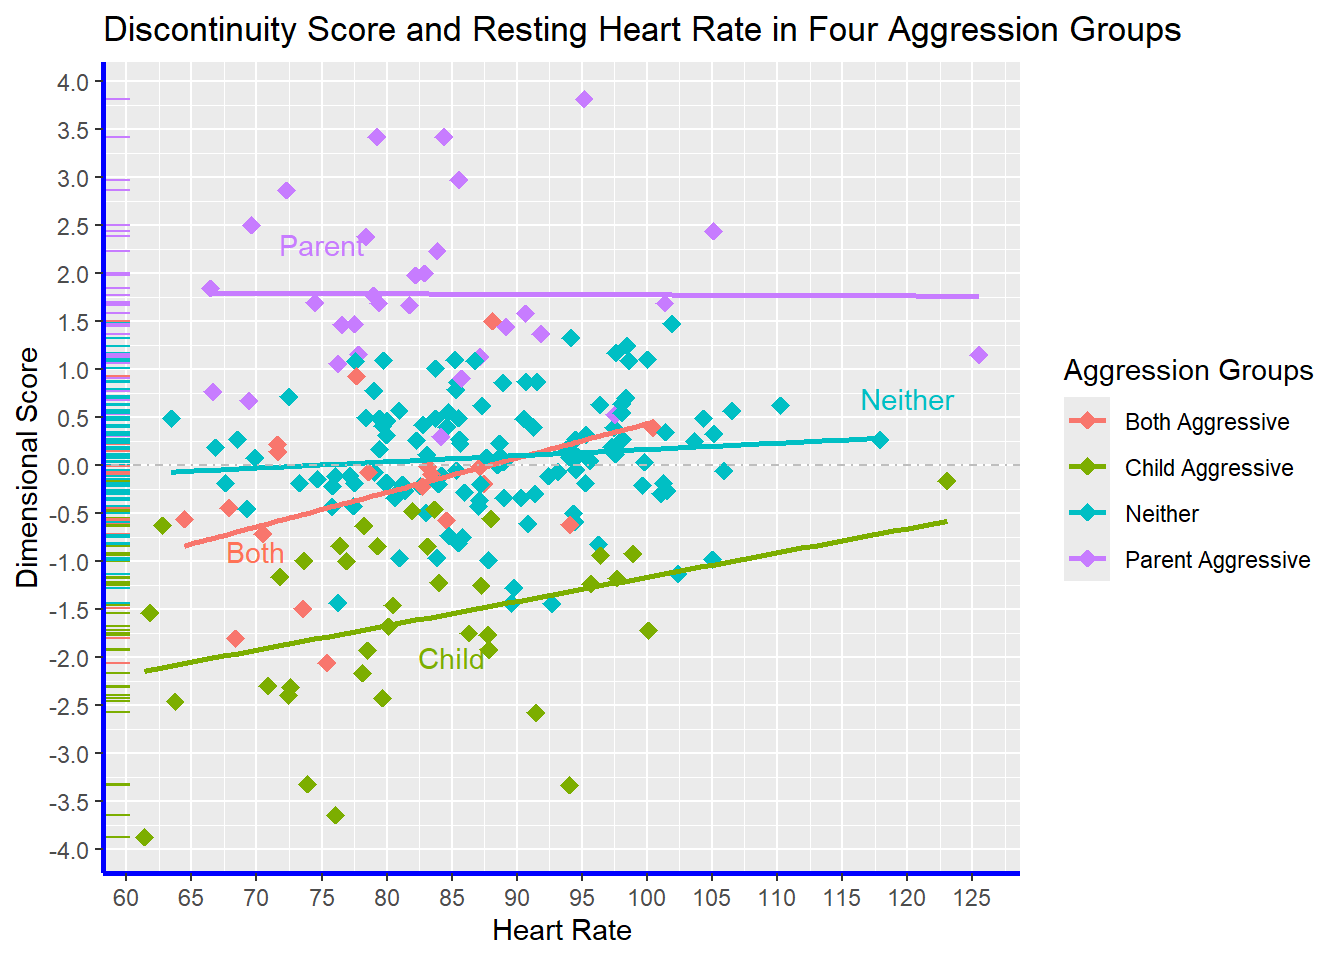 Discontinuity Score and Resting Heart Rate in Four Aggression Groups
Dimensional Score
4.0
3.5
3.0
2.5
2.0
1.5
1.0
0.5
0.0
-0.5
-1.0
-1.5
-2.0
-2.5
-3.0
-3.5
-4.0
Parent
Neither
Both
Child
60 65 70 75 80 85 90 95 100 105 110 115 120 125
Heart Rate
Aggression Groups
Both Aggressive
Child Aggressive
Neither
Parent Aggressive